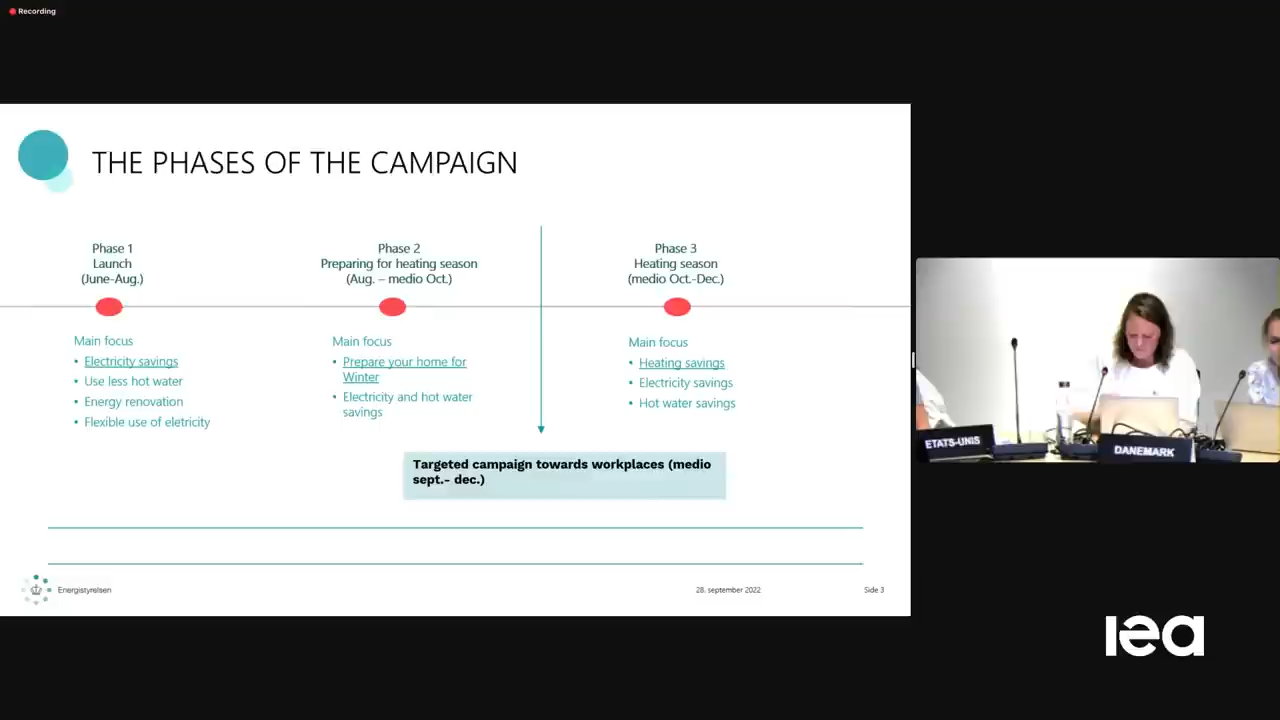 Recording
THE PHASES OF THE CAMPAIGN
Phase 1
Launch
(June-Aug.)
Phase 2
Preparing for heating season
(Aug. – medio Oct.)
Phase 3
Heating season
(medio Oct.-Dec.)
Main focus
• Electricity savings
• Use less hot water
• Energy renovation
• Flexible use of eletricity
Main focus
• Prepare your home for
Winter
• Electricity and hot water
savings
Main focus
• Heating savings
• Electricity savings
• Hot water savings
Targeted campaign towards workplaces (medio
sept.- dec.)
Energistyrelsen
28. september 2022
Side 3
ETATS-UNIS
DANEMARK
iea